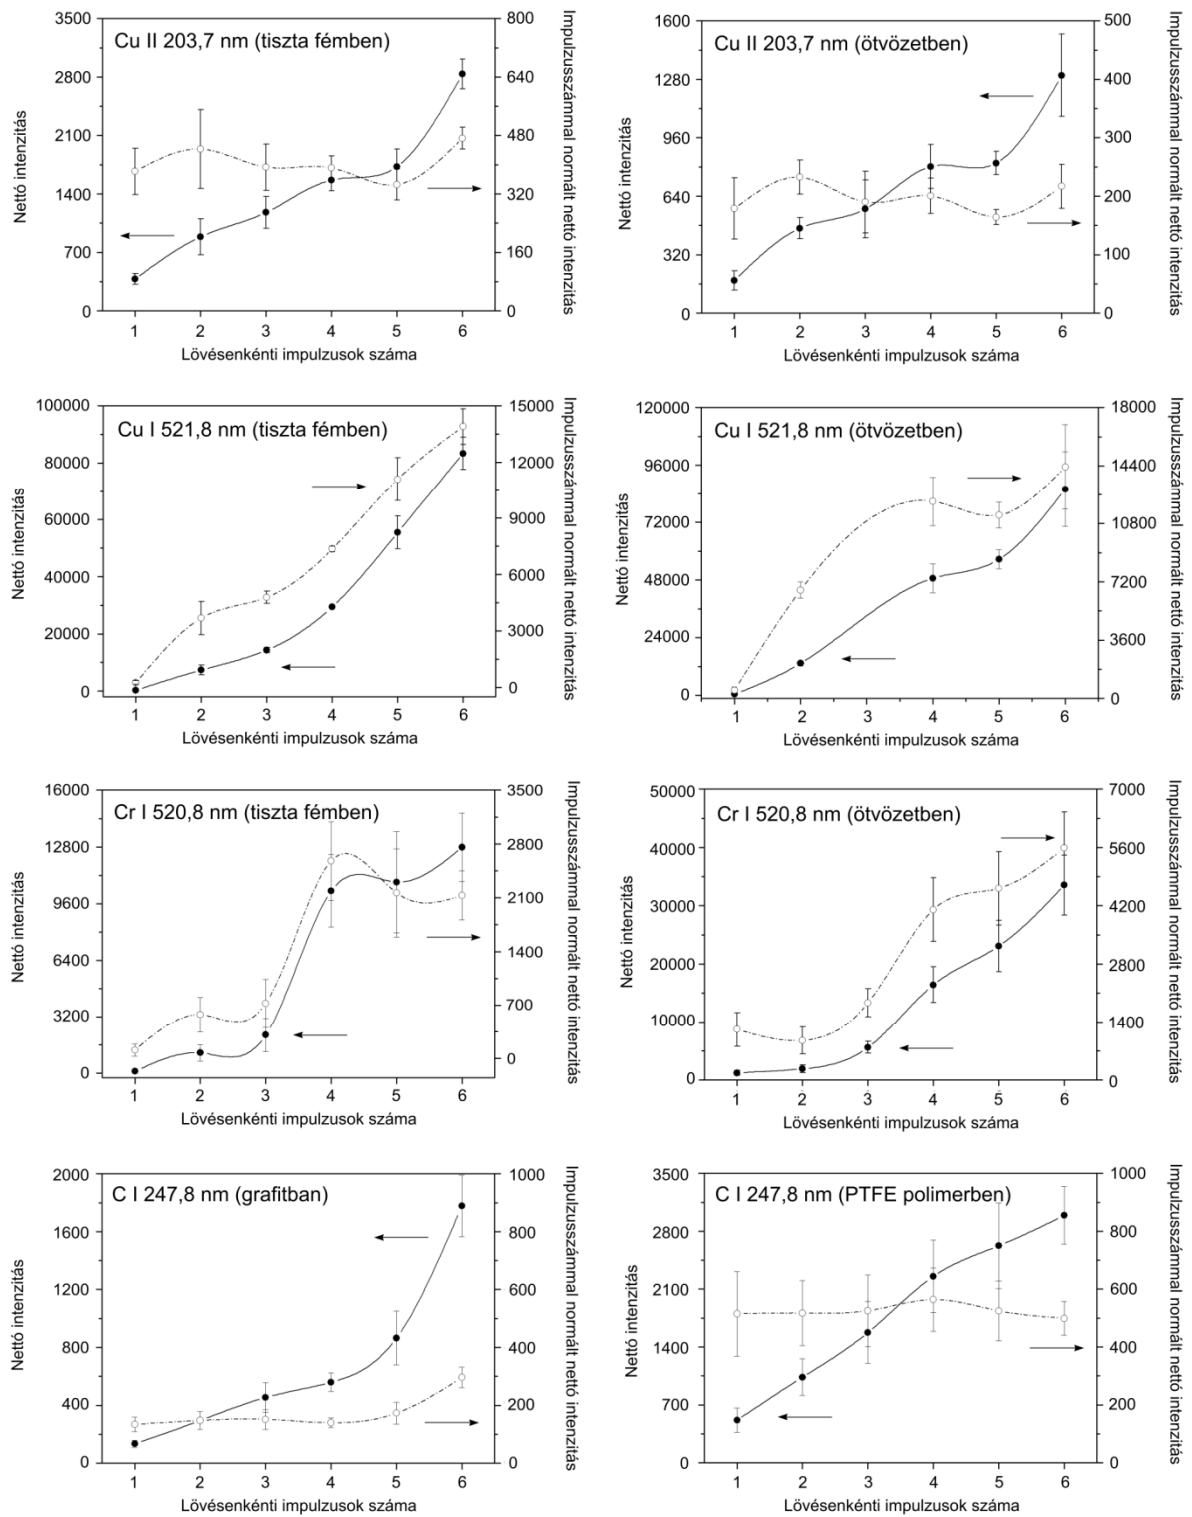 Cu II 203,7 nm (tiszta fémben)
Nettó intenzitás
3500
2800
2100
1400
700
0
800
640
480
320
160
0
Impulzusszámmal normált nettó intenzitás
1 2 3 4 5 6
Lövésenkénti impulzusok száma
Cu II 203,7 nm (ötvözetben)
Nettó intenzitás
1600
1280
960
640
320
0
500
400
300
200
100
0
Impulzusszámmal normált nettó intenzitás
1 2 3 4 5 6
Lövésenkénti impulzusok száma
Cu I 521,8 nm (tiszta fémben)
Nettó intenzitás
100000
80000
60000
40000
20000
0
15000
12000
9000
6000
3000
0
Impulzusszámmal normált nettó intenzitás
1 2 3 4 5 6
Lövésenkénti impulzusok száma
Cu I 521,8 nm (ötvözetben)
Nettó intenzitás
120000
96000
72000
48000
24000
0
18000
14400
10800
7200
3600
0
Impulzusszámmal normált nettó intenzitás
1 2 3 4 5 6
Lövésenkénti impulzusok száma
Cr I 520,8 nm (tiszta fémben)
Nettó intenzitás
16000
12800
9600
6400
3200
0
3500
2800
2100
1400
700
0
Impulzusszámmal normált nettó intenzitás
1 2 3 4 5 6
Lövésenkénti impulzusok száma
Cr I 520,8 nm (ötvözetben)
Nettó intenzitás
50000
40000
30000
20000
10000
0
7000
5600
4200
2800
1400
0
Impulzusszámmal normált nettó intenzitás
1 2 3 4 5 6
Lövésenkénti impulzusok száma
C I 247,8 nm (grafitban)
Nettó intenzitás
2000
1600
1200
800
400
0
1000
800
600
400
200
0
Impulzusszámmal normált nettó intenzitás
1 2 3 4 5 6
Lövésenkénti impulzusok száma
C I 247,8 nm (PTFE polimerben)
Nettó intenzitás
3500
2800
2100
1400
700
0
1000
800
600
400
200
0
Impulzusszámmal normált nettó intenzitás
1 2 3 4 5 6
Lövésenkénti impulzusok száma